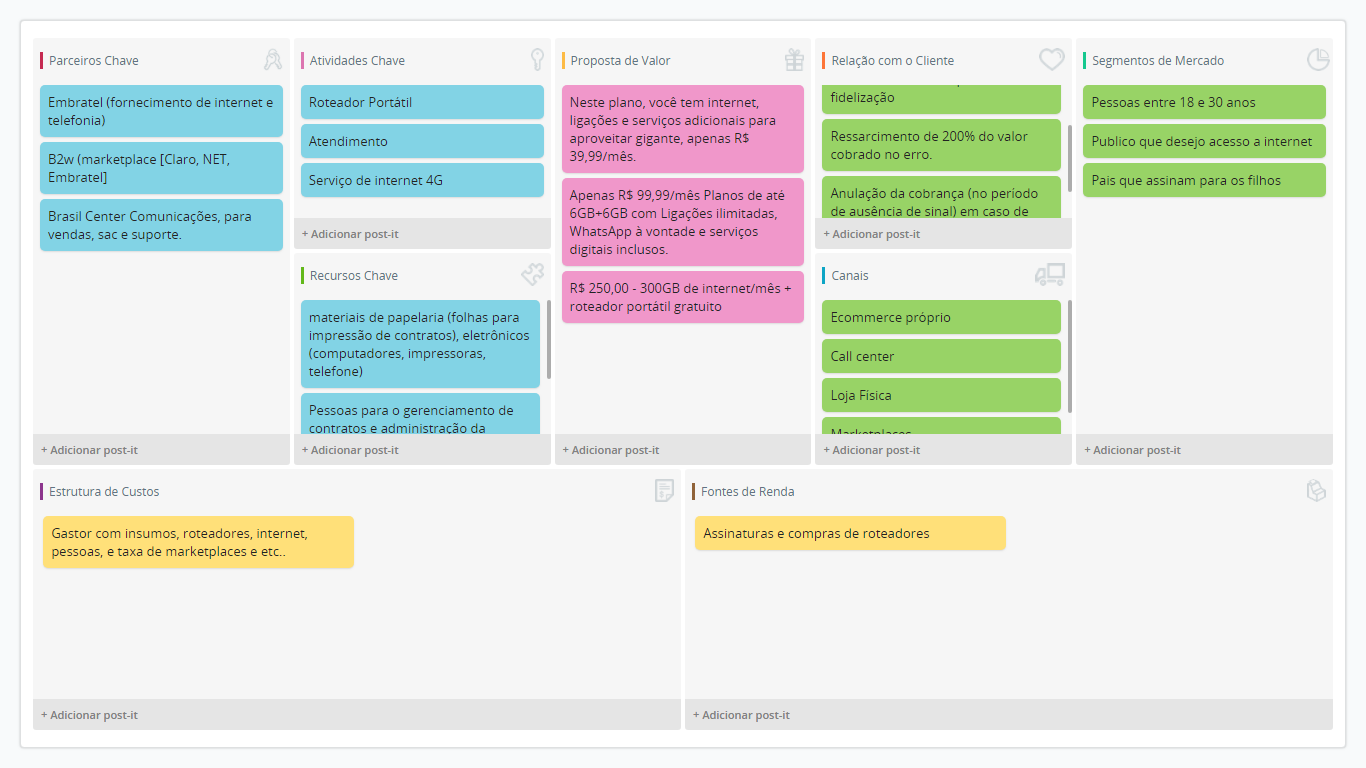 Parceiros Chave
Embratel (fornecimento de internet e
telefonia)
B2w (marketplace [Claro, NET,
Embratel]
Brasil Center Comunicações, para
vendas, sac e suporte.
+ Adicionar post-it
Atividades Chave
Roteador Portátil
Atendimento
Serviço de internet 4G
+ Adicionar post-it
Recursos Chave
materiais de papelaria (folhas para
impressão de contratos), eletrônicos
(computadores, impressoras,
telefone)
Pessoas para o gerenciamento de
contratos e administração da
+ Adicionar post-it
Proposta de Valor
Neste plano, você tem internet,
ligações e serviços adicionais para
aproveitar gigante, apenas R$
39,99/mês.
Apenas R$ 99,99/mês Planos de até
6GB+6GB com Ligações ilimitadas,
WhatsApp à vontade e serviços
digitais inclusos.
R$ 250,00 - 300GB de internet/mês +
roteador portátil gratuito
+ Adicionar post-it
Relação com o Cliente
fidelização
Ressarcimento de 200% do valor
cobrado no erro.
Anulação da cobrança (no período
de ausência de sinal) em caso de
+ Adicionar post-it
Canais
Ecommerce próprio
Call center
Loja Física
Marketplaces
+ Adicionar post-it
Segmentos de Mercado
Pessoas entre 18 e 30 anos
Publico que desejo acesso a internet
Pais que assinam para os filhos
+ Adicionar post-it
Estrutura de Custos
Gastor com insumos, roteadores, internet,
pessoas, e taxa de marketplaces e etc..
+ Adicionar post-it
Fontes de Renda
Assinaturas e compras de roteadores
+ Adicionar post-it